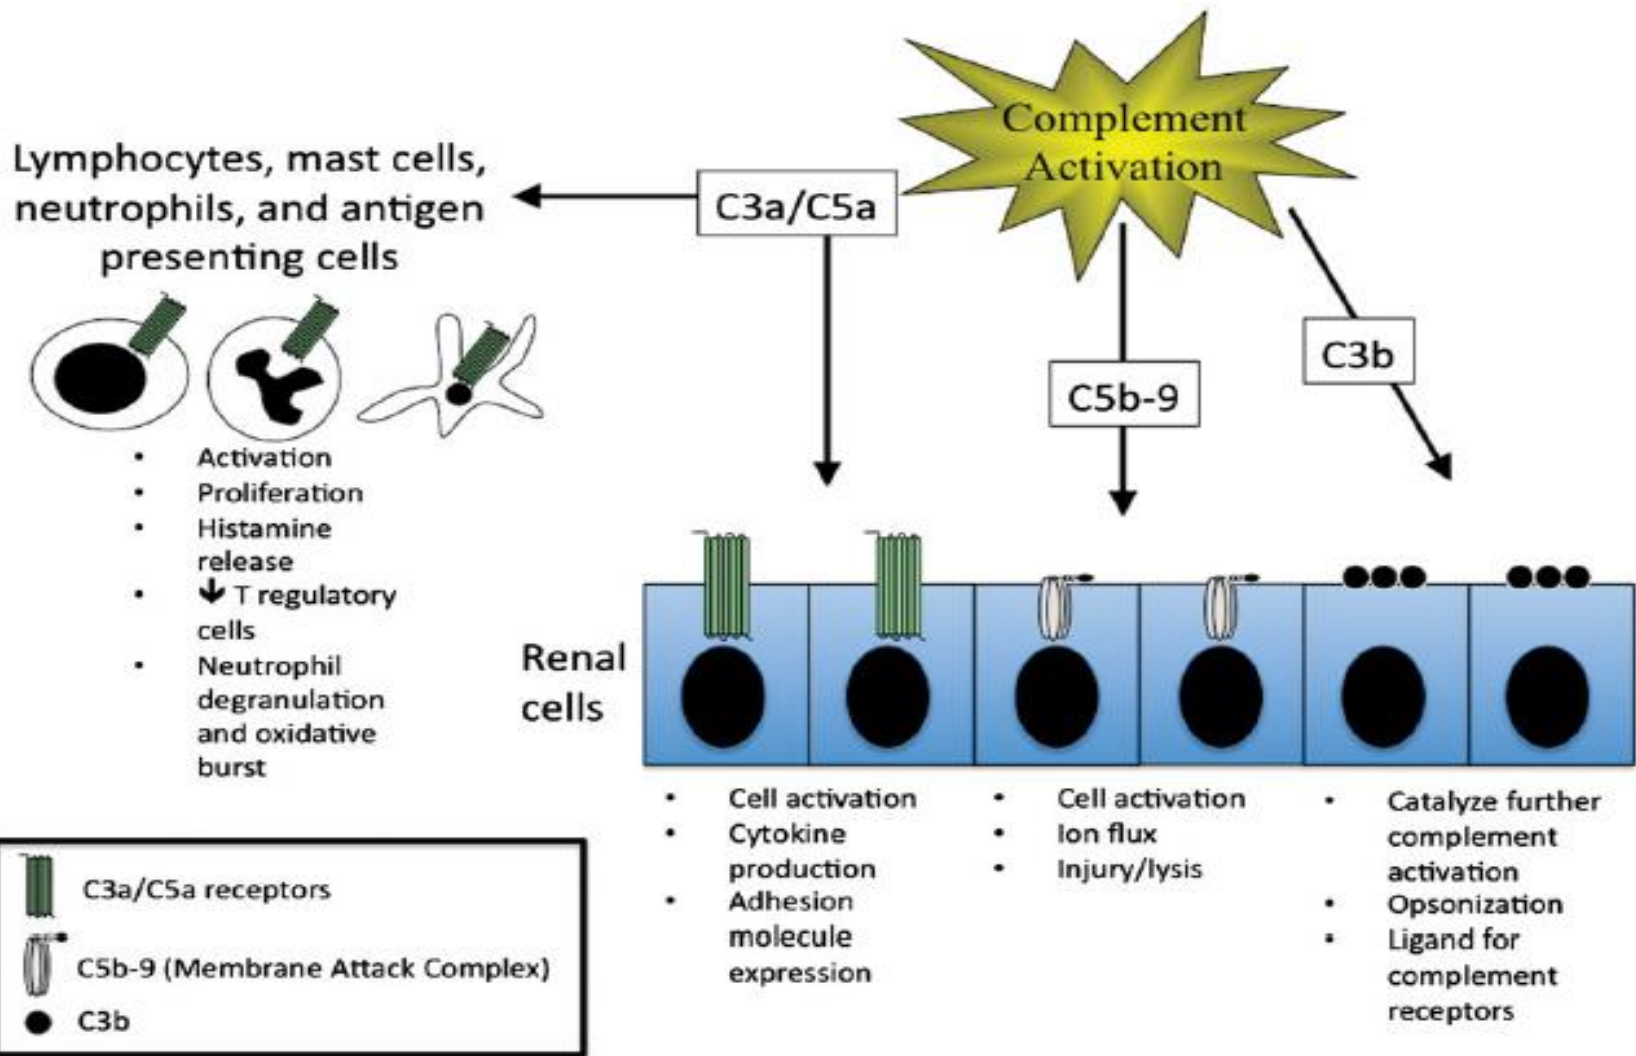 Complement
Activation
Lymphocytes, mast cells,
neutrophils, and antigen
presenting cells
C3a/C5a
C3b
C5b-9
• Activation
• Proliferation
• Histamine
release
• 🡻 T regulatory
cells
• Neutrophil
degranulation
and oxidative
burst
Renal
cells
• Cell activation
• Cytokine
production
• Adhesion
molecule
expression
• Cell activation
• Ion flux
• Injury/lysis
• Catalyze further
complement
activation
• Opsonization
• Ligand for
complement
receptors
C3a/C5a receptors
C5b-9 (Membrane Attack Complex)
C3b